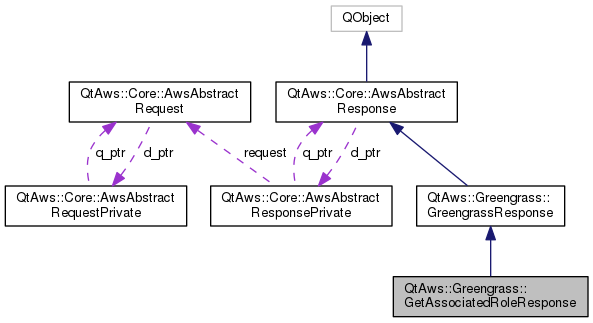 QObject
QtAws::Core::AwsAbstract
Request
QtAws::Core::AwsAbstract
Response
q_ptr
d_ptr
request
q_ptr
d_ptr
QtAws::Core::AwsAbstract
RequestPrivate
QtAws::Core::AwsAbstract
ResponsePrivate
QtAws::Greengrass::
GreengrassResponse
QtAws::Greengrass::
GetAssociatedRoleResponse